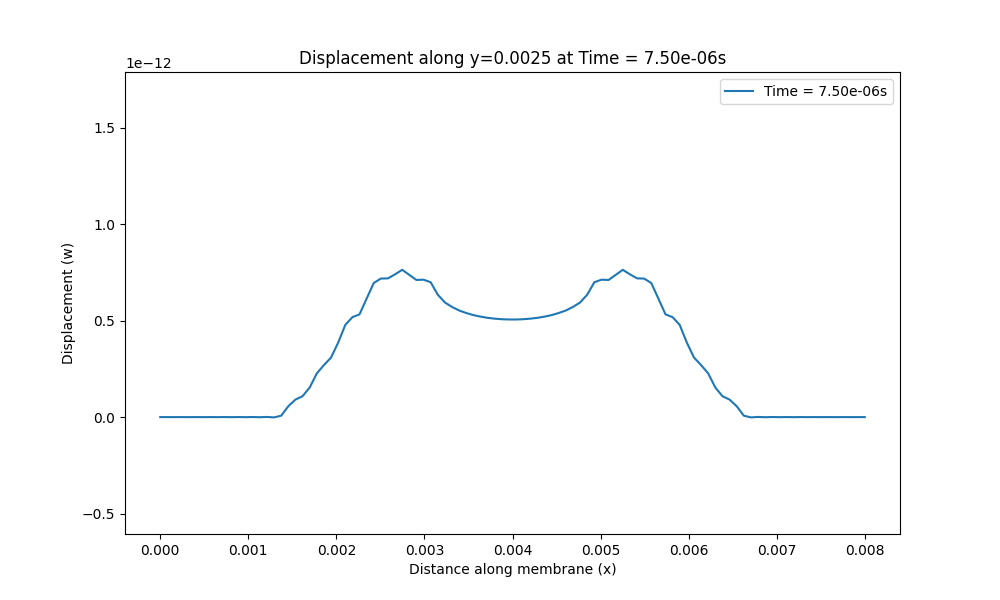 Displacement along y=0.0025 at Time = 7.50e-06s
1e−12
Time = 7.50e-06s
1.5
1.0
0.5
0.0
−0.5
Displacement (w)
0.000 0.001 0.002 0.003 0.004 0.005 0.006 0.007 0.008
Distance along membrane (x)